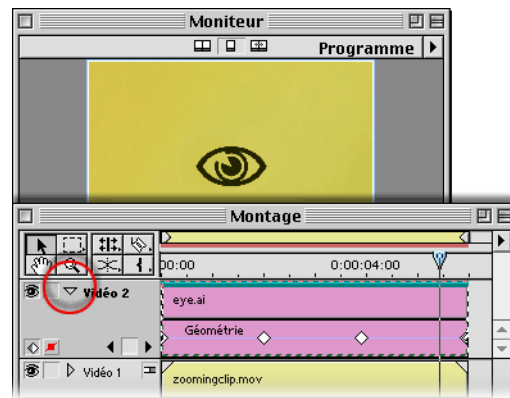 Moniteur
Programme
Montage
00:00
0:00:04:00
Vidéo 2
eye.ai
Géométrie
Vidéo 1
zoomingclip.mov